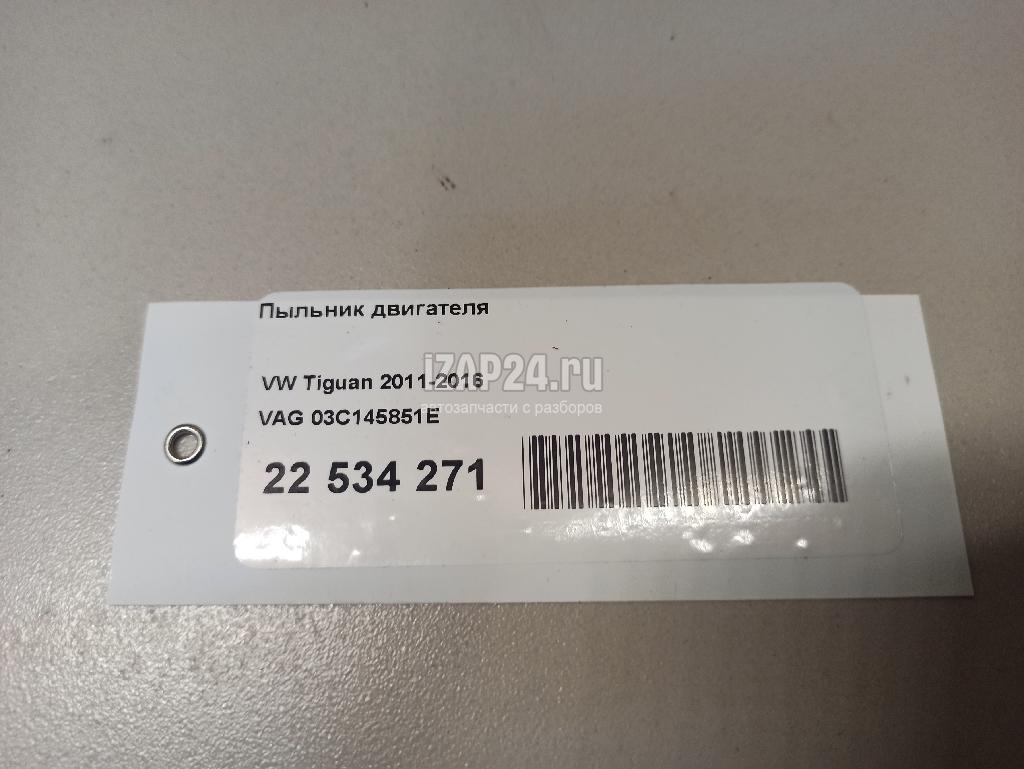 Пыльник двигателя
iZAP24.ru
VW Tiguan 2011-2016
автозапчасти с разборов
VAG 03C145851E
22 534 271